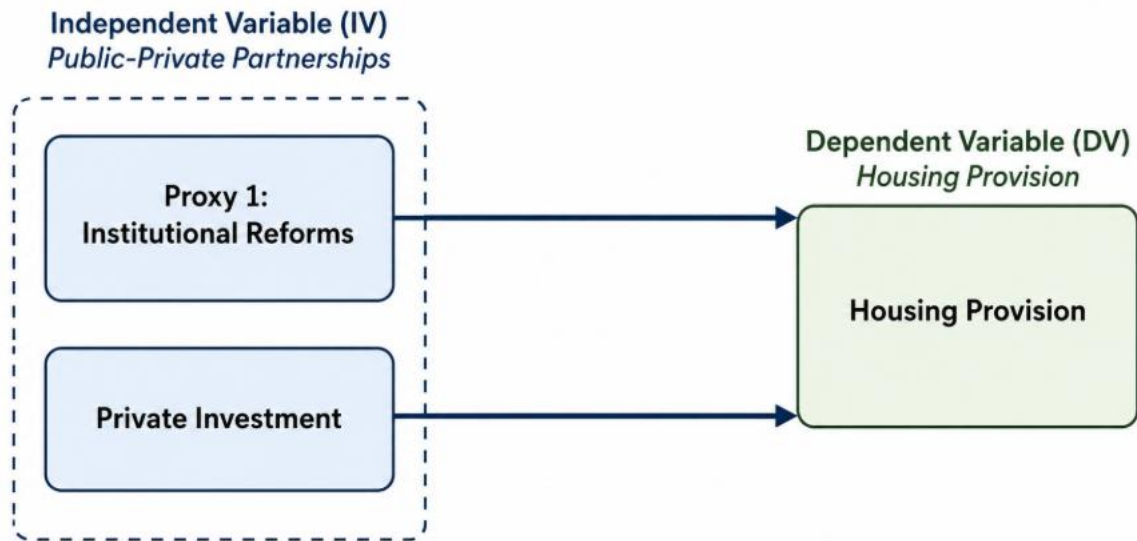 Independent Variable (IV)
Public-Private Partnerships
Proxy 1:
Institutional Reforms
Private Investment
Dependent Variable (DV)
Housing Provision
Housing Provision